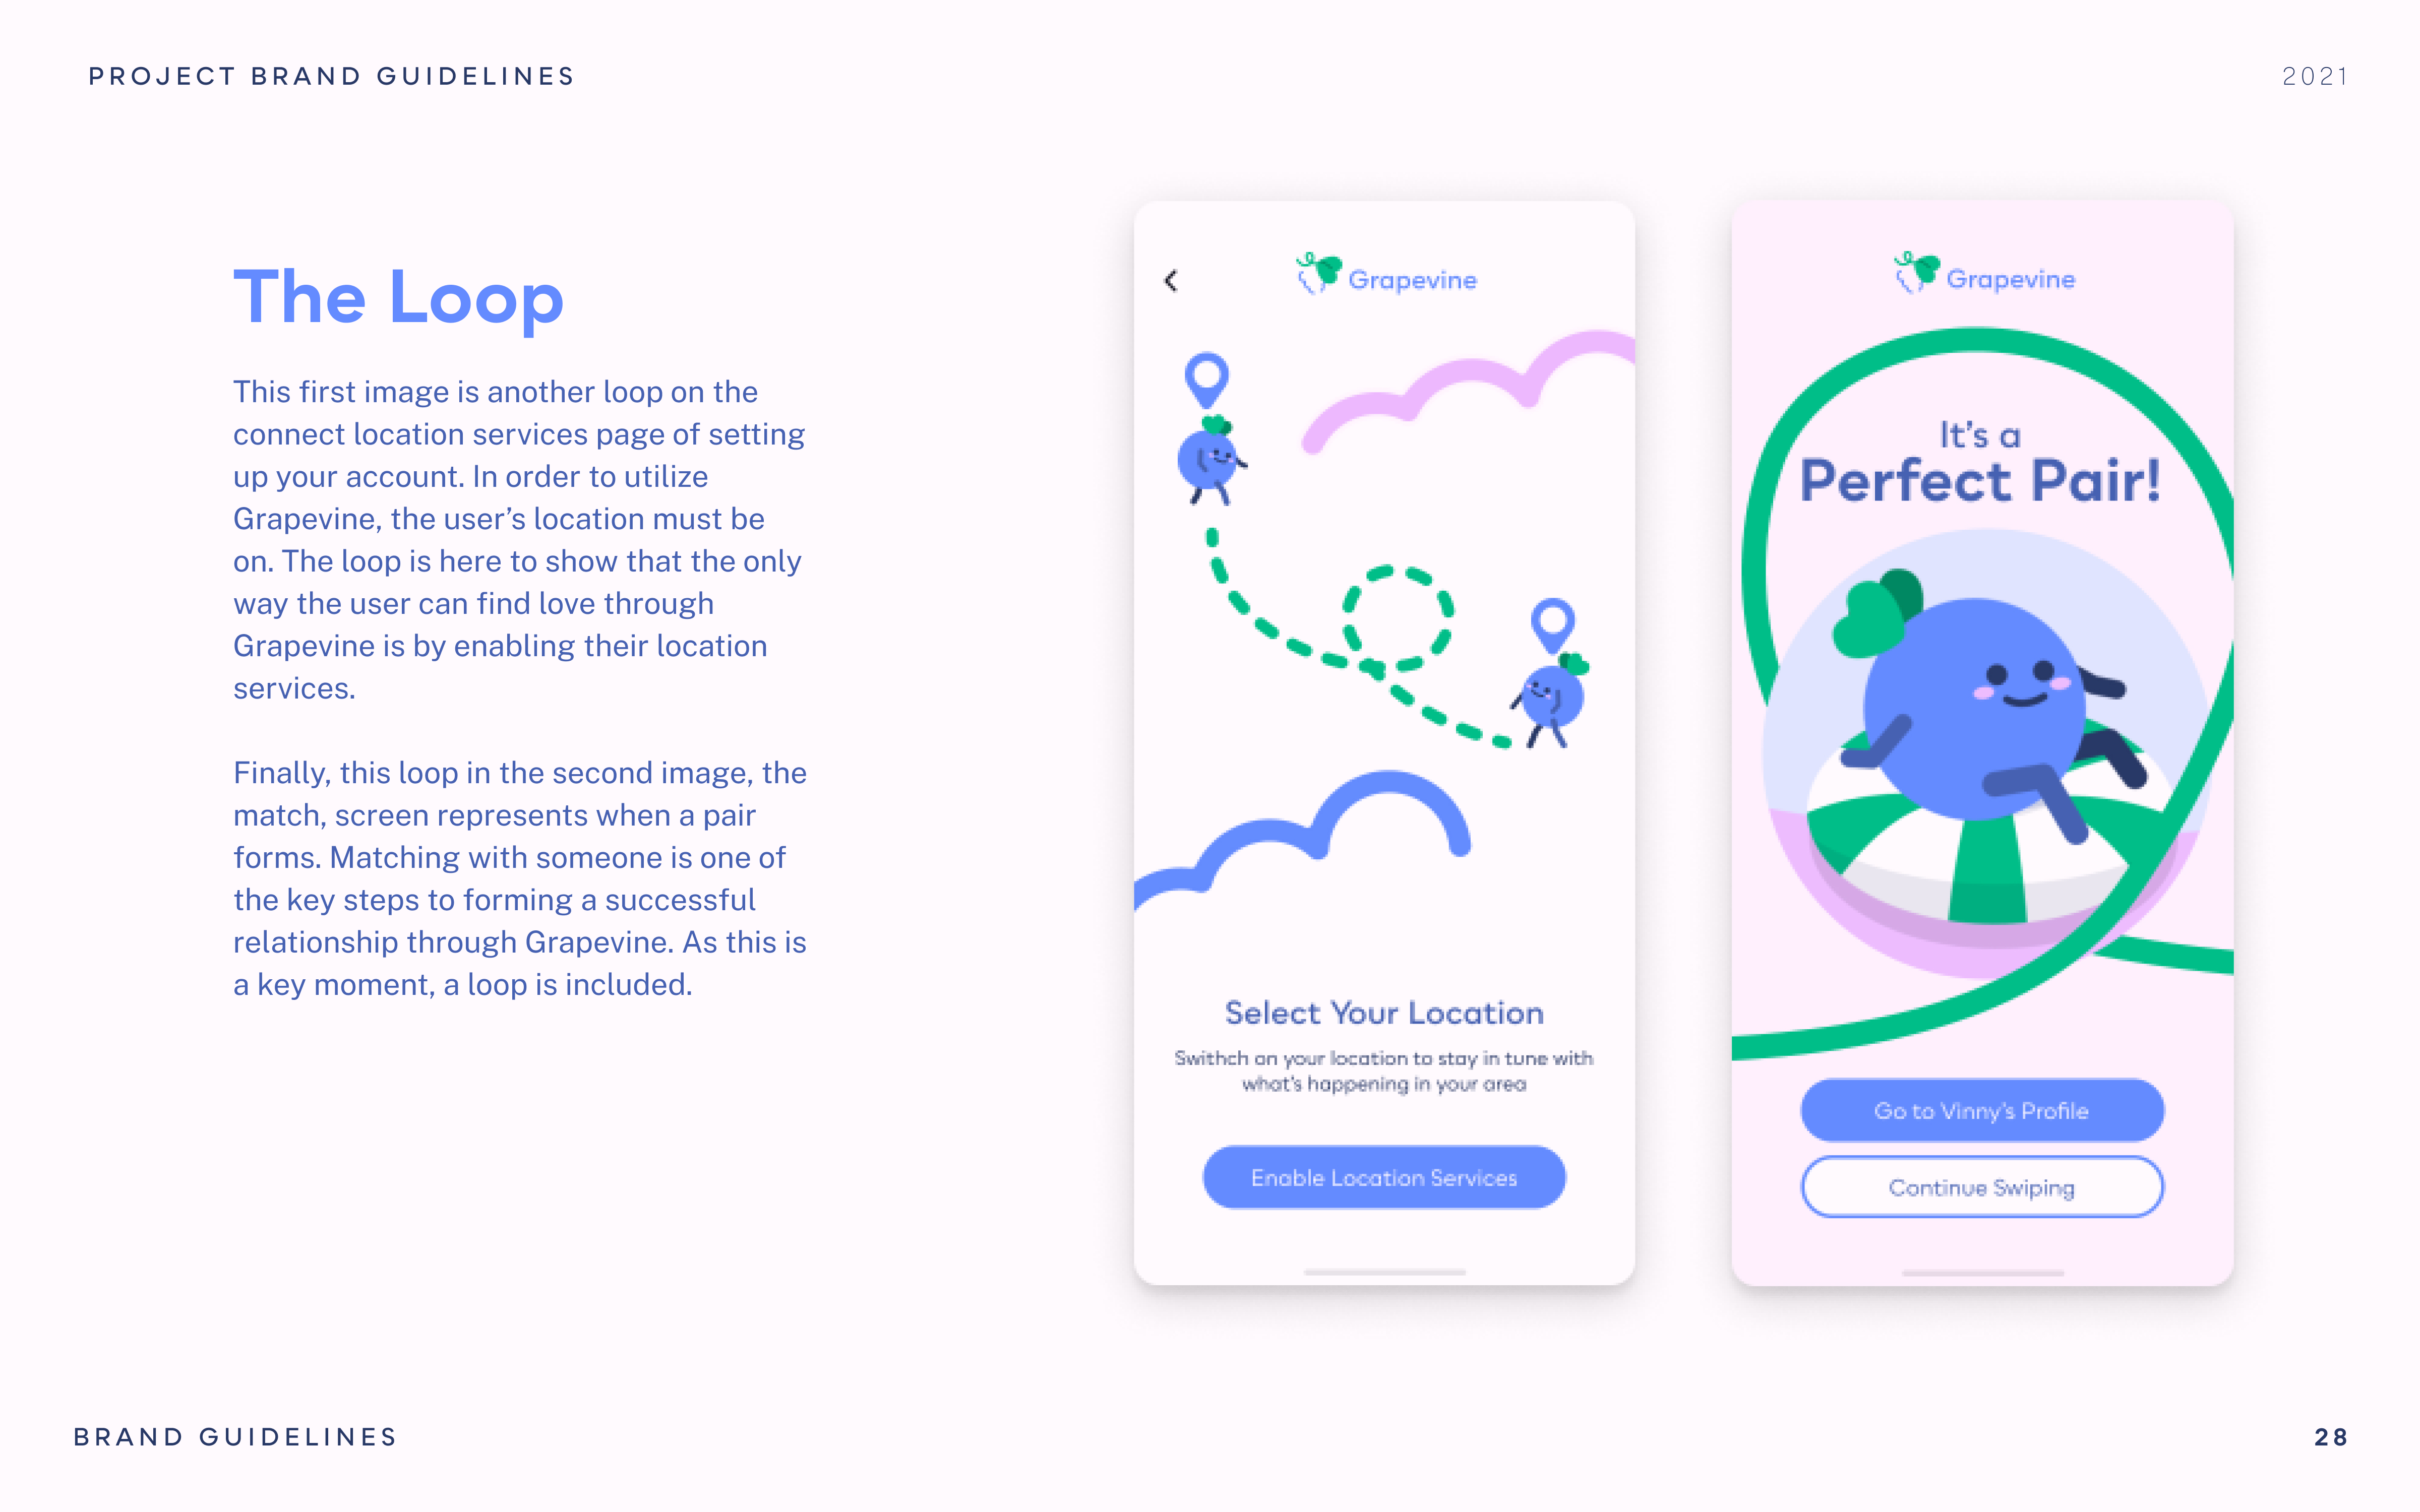 PROJECT BRAND GUIDELINES
2021
The Loop
This first image is another loop on the
connect location services page of setting
up your account. In order to utilize
Grapevine, the user’s location must be
on. The loop is here to show that the only
way the user can find love through
Grapevine is by enabling their location
services.
Finally, this loop in the second image, the
match, screen represents when a pair
forms. Matching with someone is one of
the key steps to forming a successful
relationship through Grapevine. As this is
a key moment, a loop is included.
Grapevine
Select Your Location
Swithch on your location to stay in tune with
what's happening in your area
Enable Location Services
Grapevine
It’s a
Perfect Pair!
Go to Vinny's Profile
Continue Swiping
BRAND GUIDELINES
28